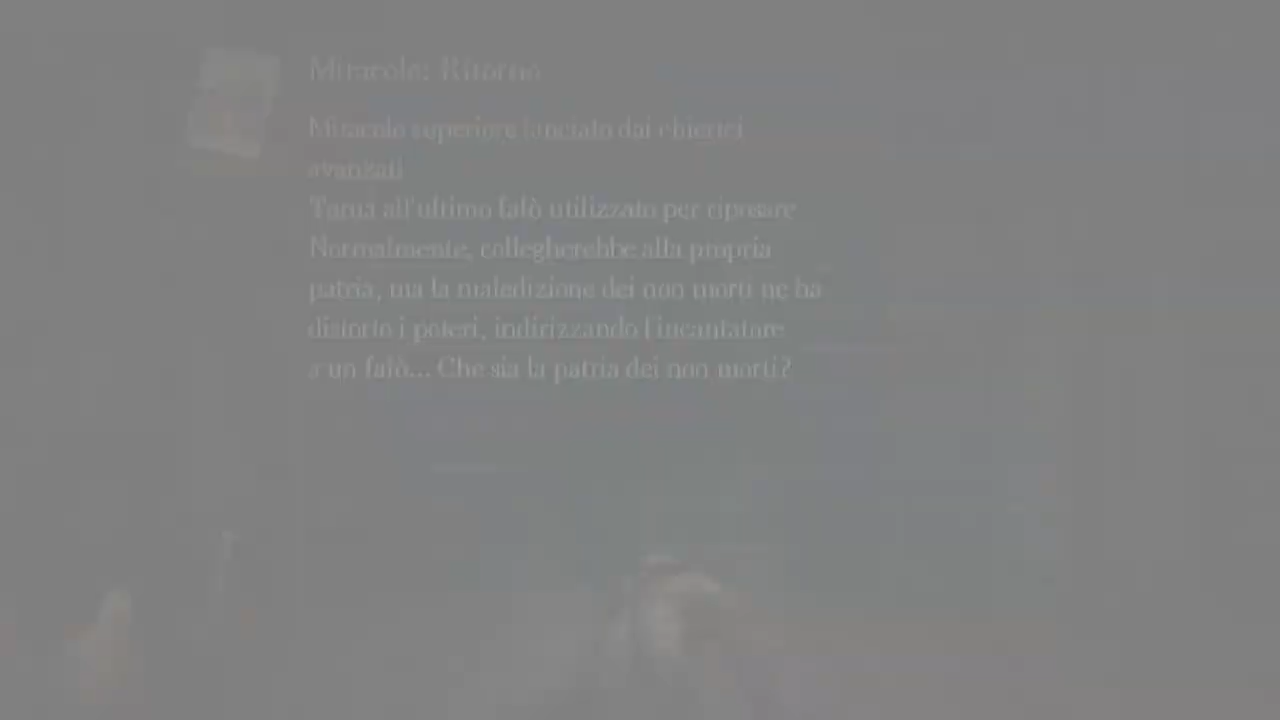 Miracolo: Ritorno
Miracolo superiore lanciato dai chierici
avanzati
Torna all'ultimo falò utilizzato per riposare
Normalmente, collegherebbe alla propria
patria, ma la maledizione dei non morti ne ha
distorto i poteri, indirizzando l'incantatore
a un falò... Che sia la patria dei non morti?